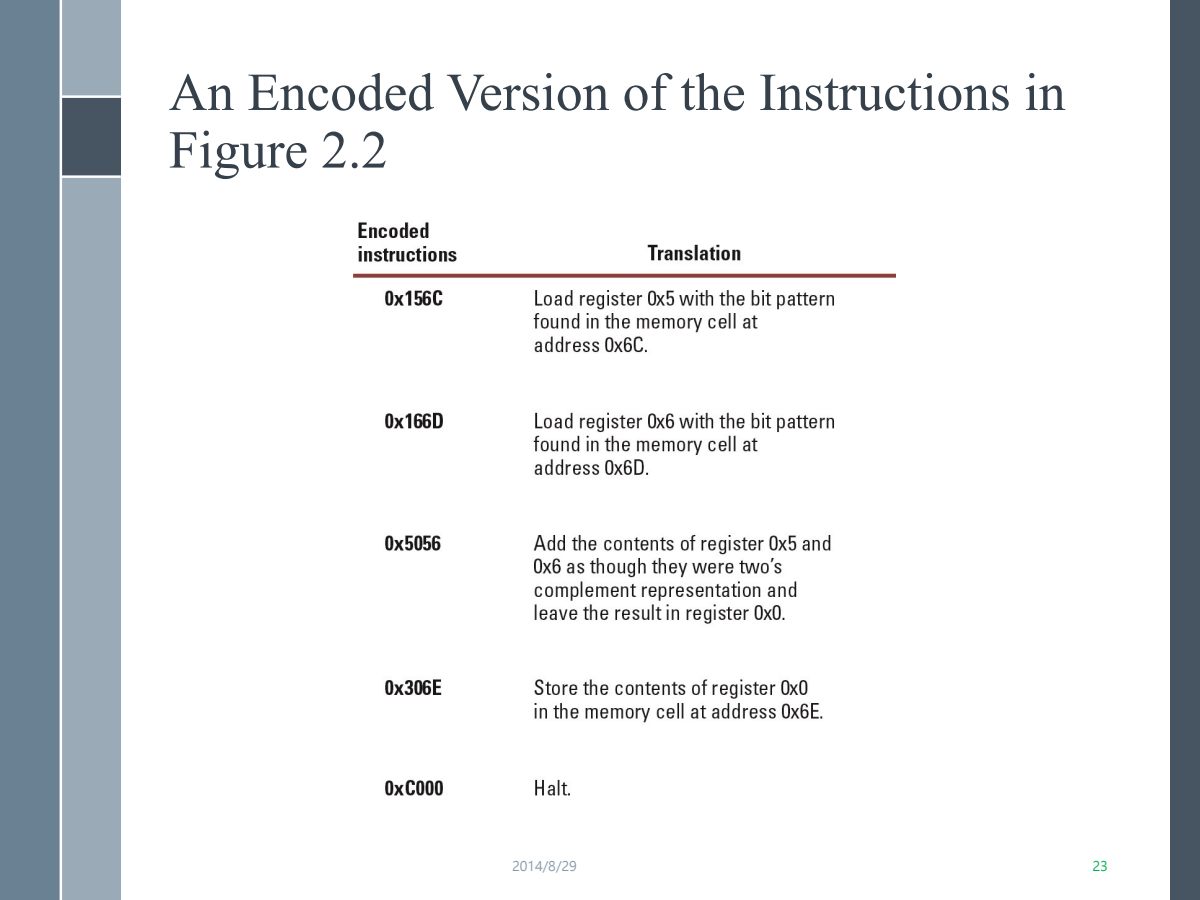 An Encoded Version of the Instructions in
Figure 2.2
Encoded
instructions
Translation
0x156C
Load register 0x5 with the bit pattern
found in the memory cell at
address 0x6C.
0x166D
Load register 0x6 with the bit pattern
found in the memory cell at
address 0x6D.
0x5056
Add the contents of register 0x5 and
0x6 as though they were two’s
complement representation and
leave the result in register 0x0.
0x306E
Store the contents of register 0x0
in the memory cell at address 0x6E.
0xC000
Halt.
2014/8/29
23